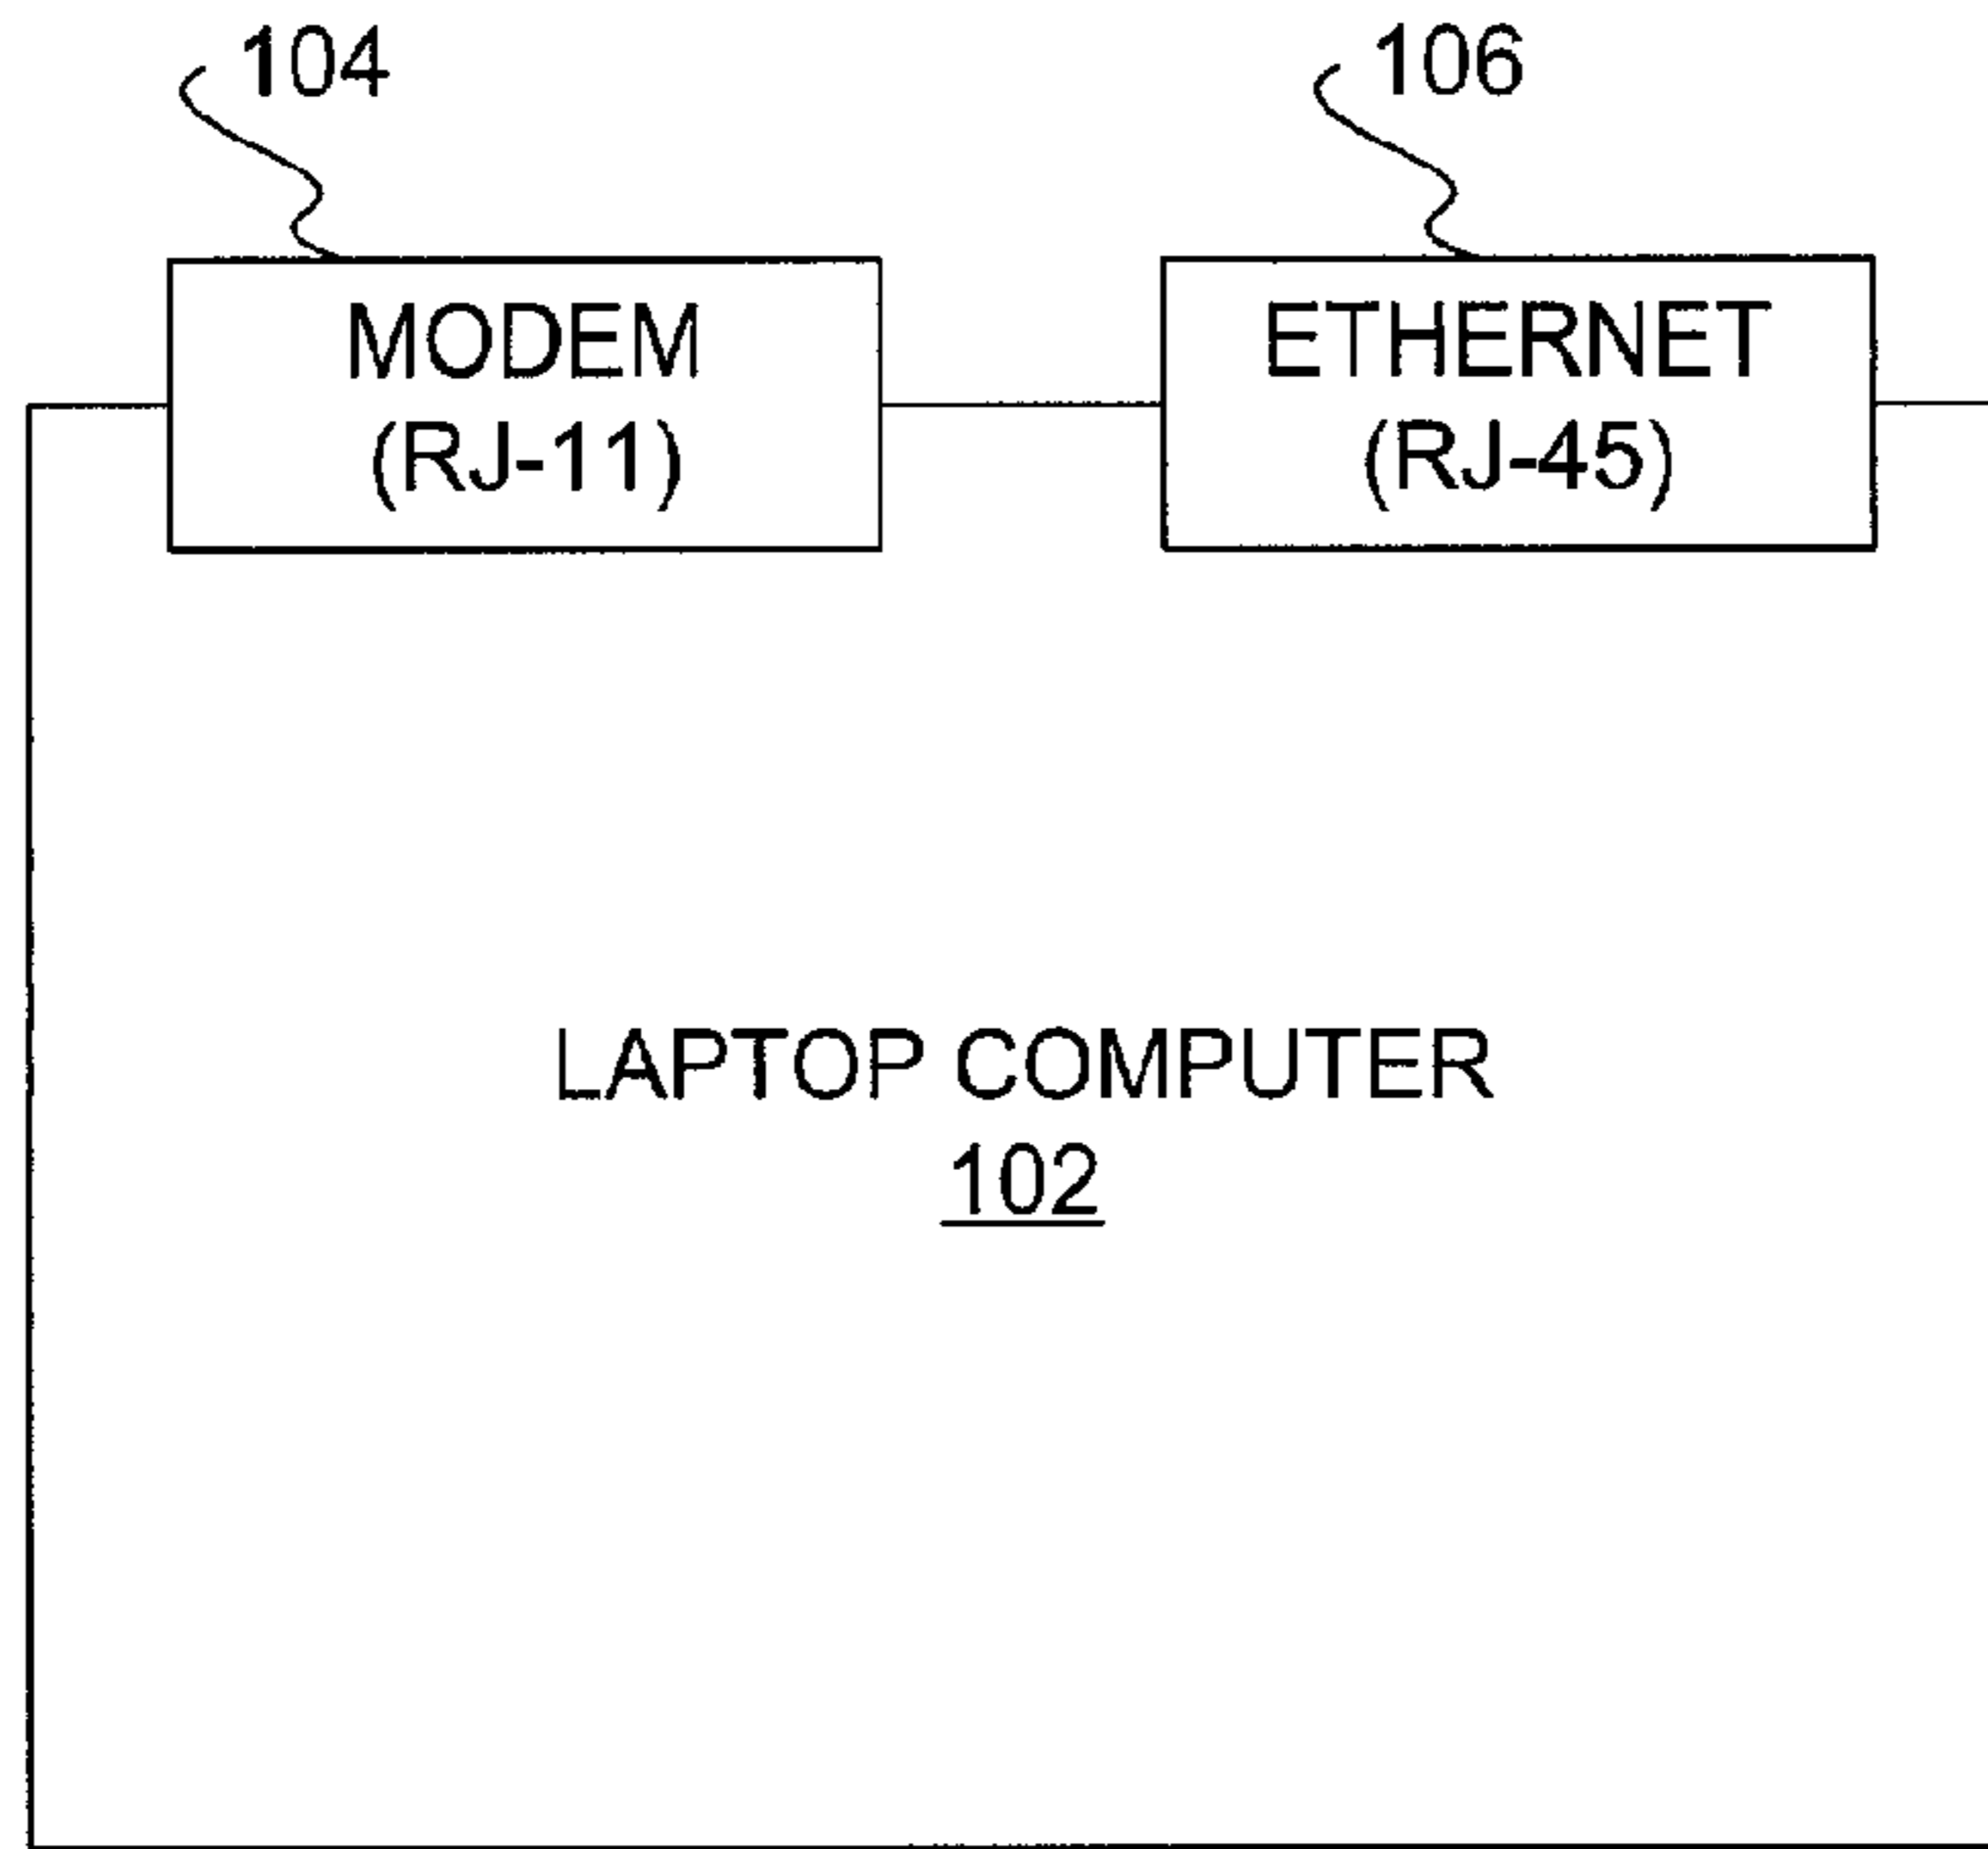 104
106
MODEM
(RJ-11)
ETHERNET
(RJ-45)
LAPTOP COMPUTER
102